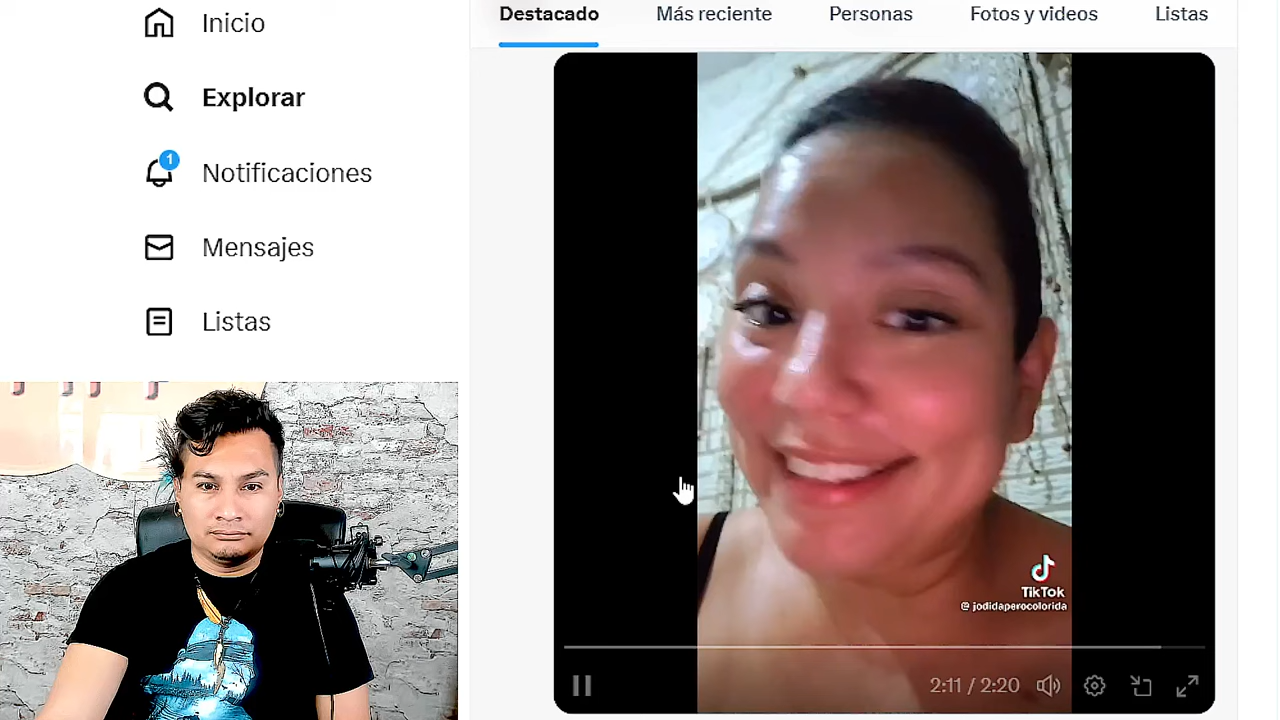 Inicio
Explorar
1
Notificaciones
Mensajes
Listas
Destacado
Más reciente
Personas
Fotos y videos
Listas
TikTok
@ jodidaperocolorida
2:11 / 2:20